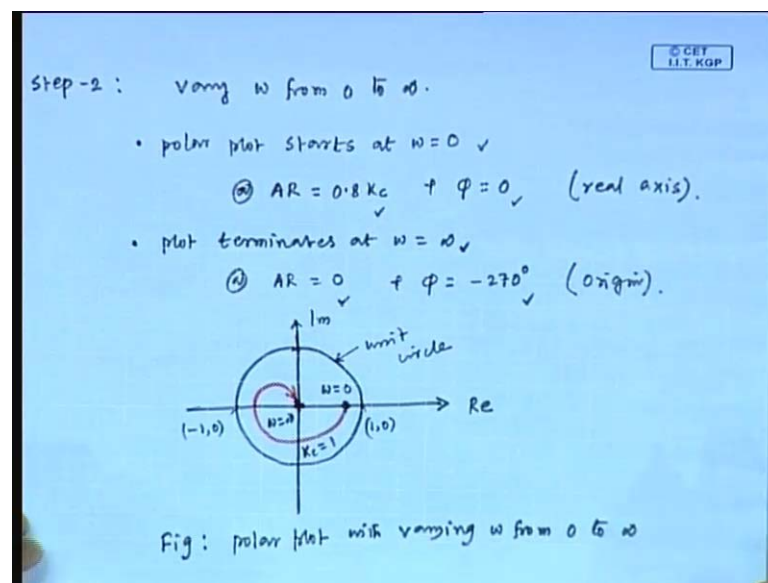 © CET
I.I.T. KGP
Step-2 : Vary ω from 0 to ∞.
• polar plot starts at ω = 0 ✓
@ AR = 0.8 Kc ✓ + φ = 0 ✓ (real axis).
• plot terminates at ω = ∞ ✓
@ AR = 0 ✓ + φ = -270° ✓ (origin).
Im
unit circle
ω=0
Re
(-1,0)
ω=∞
(1,0)
Kc=1
Fig : polar plot with varying ω from 0 to ∞